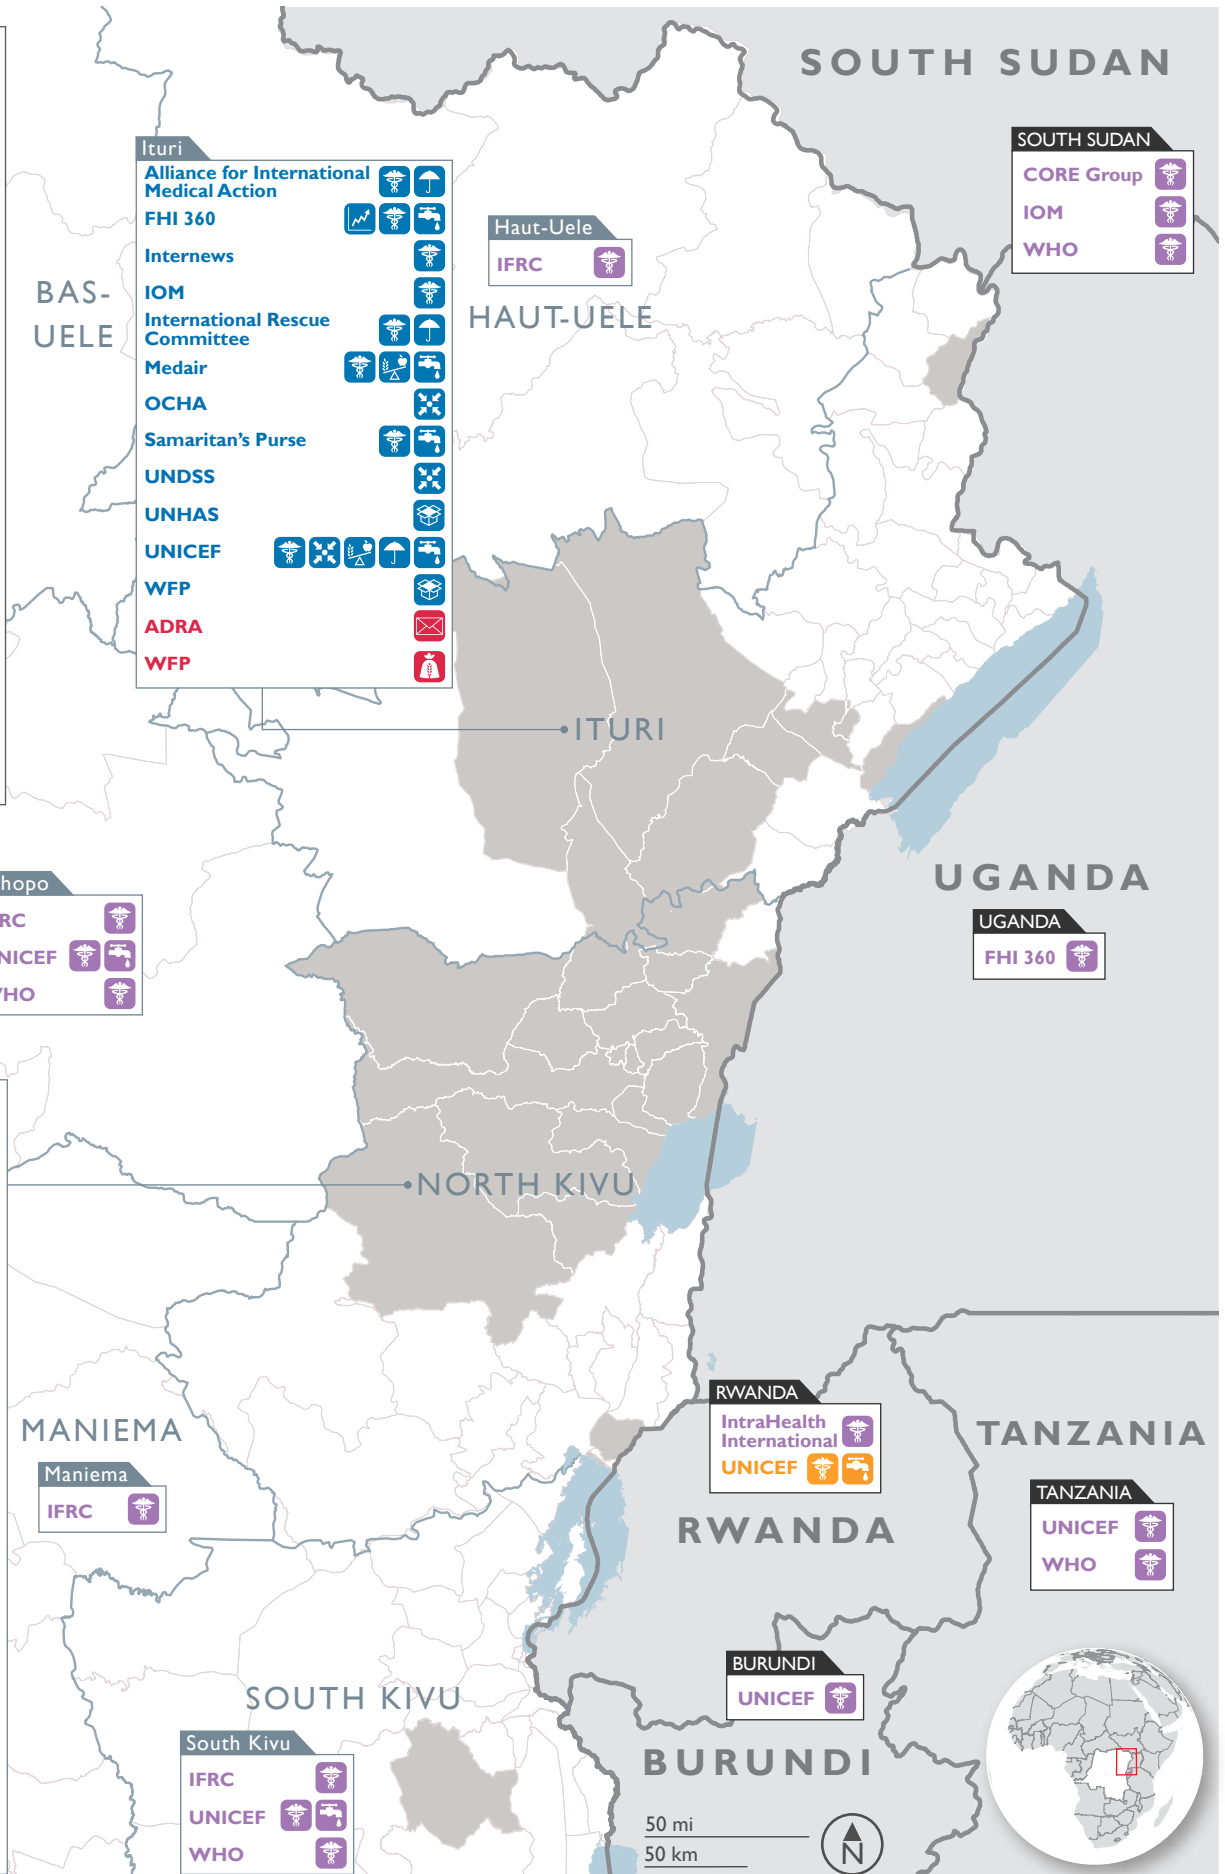 SOUTH SUDAN
SOUTH SUDAN
CORE Group
IOM
WHO
Ituri
Alliance for International
Medical Action
FHI 360
Internews
IOM
International Rescue
Committee
Medair
OCHA
Samaritan's Purse
UNDSS
UNHAS
UNICEF
WFP
ADRA
WFP
Haut-Uele
IFRC
HAUT-UELE
BAS-
UELE
ITURI
UGANDA
UGANDA
FHI 360
hopo
RC
NICEF
HO
NORTH KIVU
RWANDA
IntraHealth
International
UNICEF
RWANDA
TANZANIA
TANZANIA
UNICEF
WHO
MANIEMA
Maniema
IFRC
BURUNDI
UNICEF
BURUNDI
SOUTH KIVU
South Kivu
IFRC
UNICEF
WHO
50 mi
50 km
N